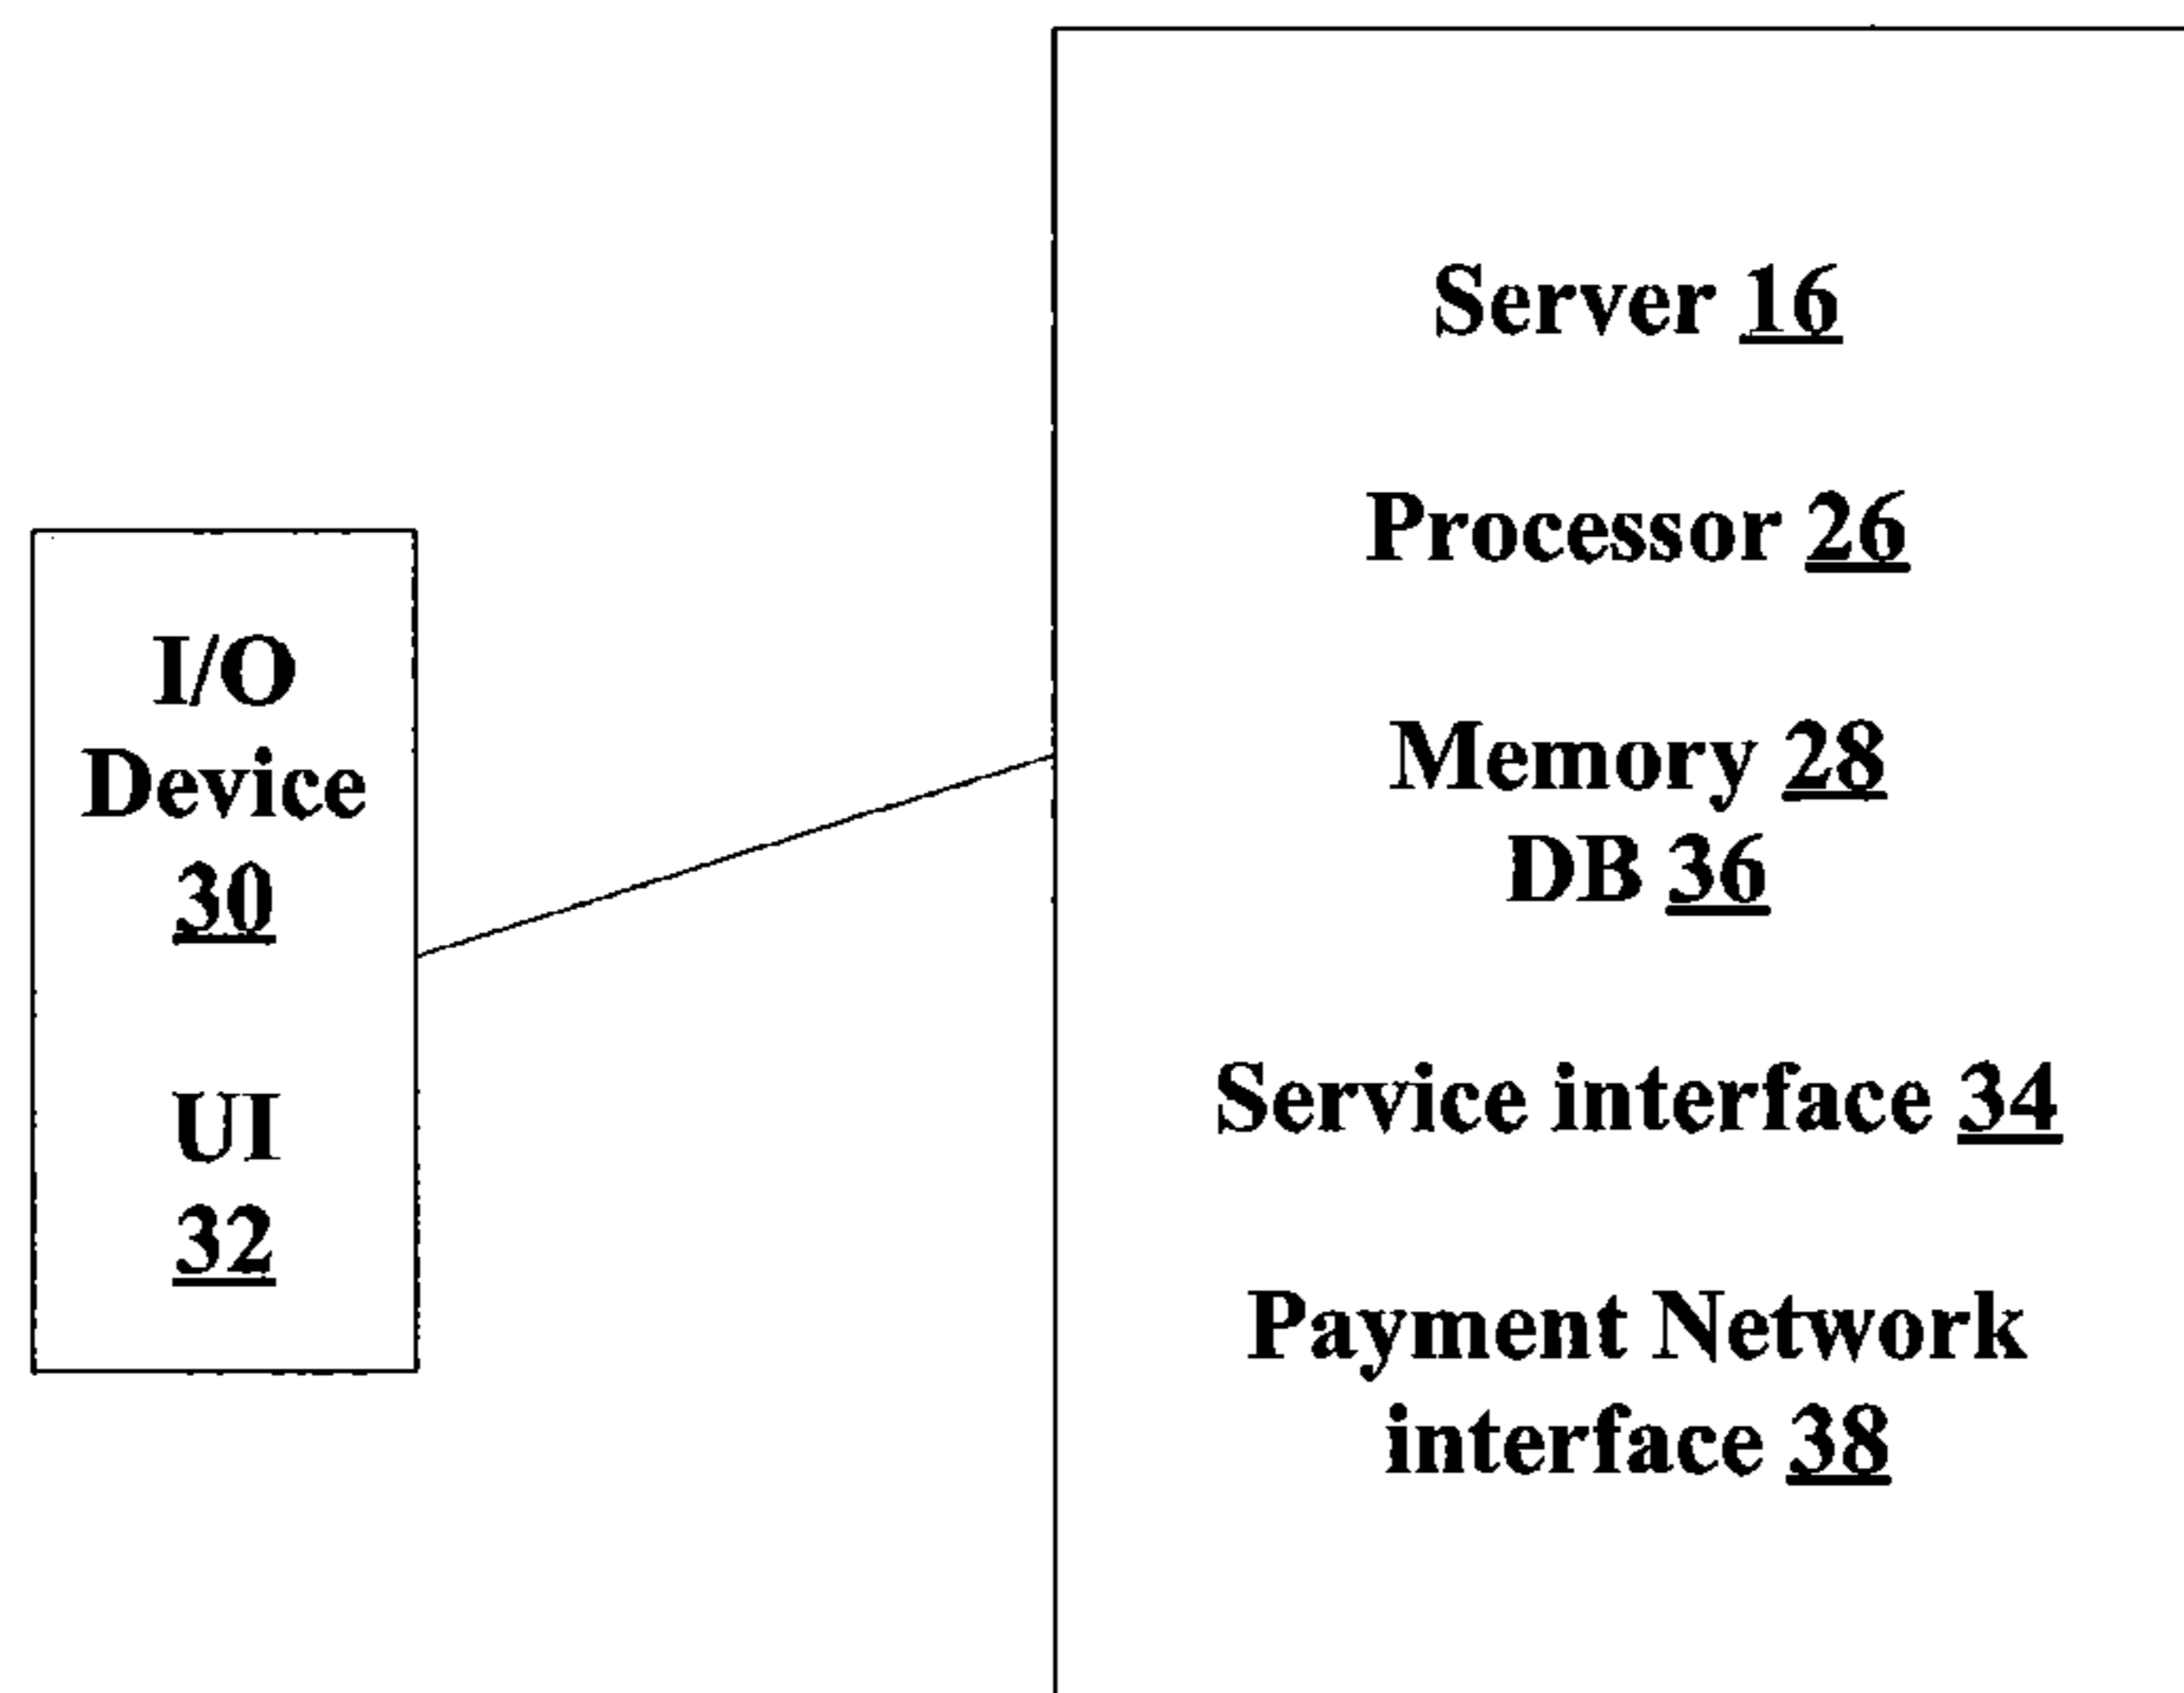 I/O
Device
30
UI
32
Server 16
Processor 26
Memory 28
DB 36
Service interface 34
Payment Network
interface 38